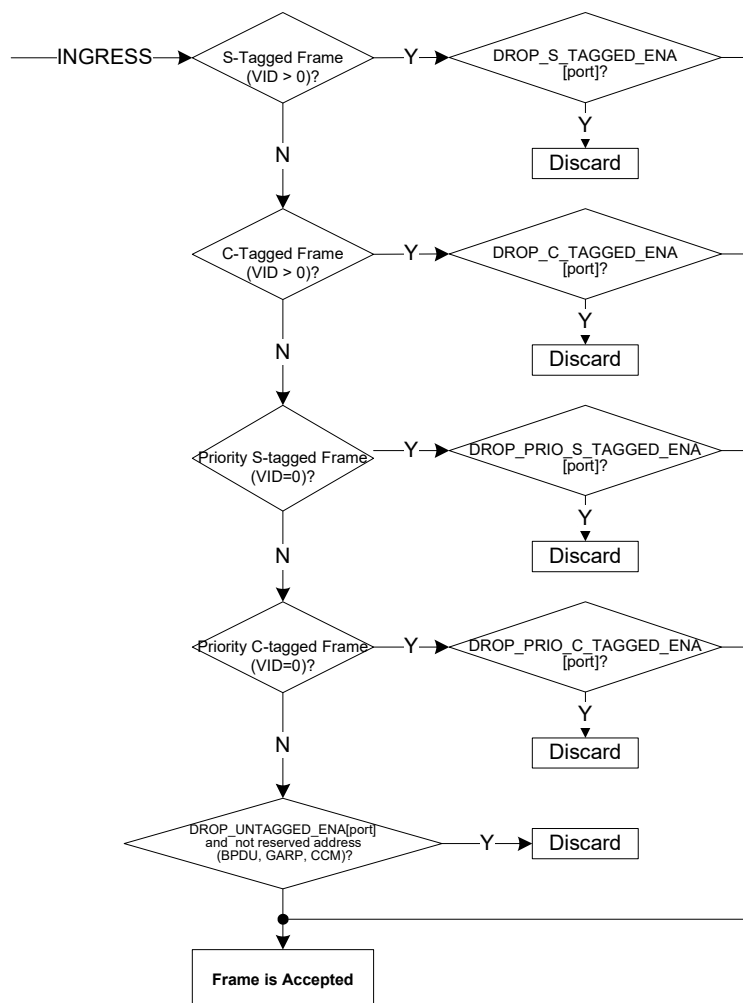 INGRESS
S-Tagged Frame
(VID > 0)?
Y
DROP_S_TAGGED_ENA
[port]?
Y
Discard
N
C-Tagged Frame
(VID > 0)?
Y
DROP_C_TAGGED_ENA
[port]?
Y
Discard
N
Priority S-tagged Frame
(VID=0)?
Y
DROP_PRIO_S_TAGGED_ENA
[port]?
Y
Discard
N
Priority C-tagged Frame
(VID=0)?
Y
DROP_PRIO_C_TAGGED_ENA
[port]?
Y
Discard
N
DROP_UNTAGGED_ENA[port]
and not reserved address
(BPDU, GARP, CCM)?
Y
Discard
Frame is Accepted